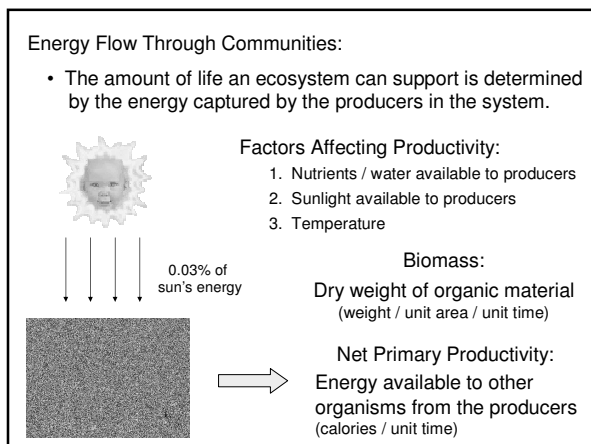 Energy Flow Through Communities:
• The amount of life an ecosystem can support is determined
by the energy captured by the producers in the system.
Factors Affecting Productivity:
1. Nutrients / water available to producers
2. Sunlight available to producers
3. Temperature
0.03% of
sun's energy
Biomass:
Dry weight of organic material
(weight / unit area / unit time)
Net Primary Productivity:
Energy available to other
organisms from the producers
(calories / unit time)